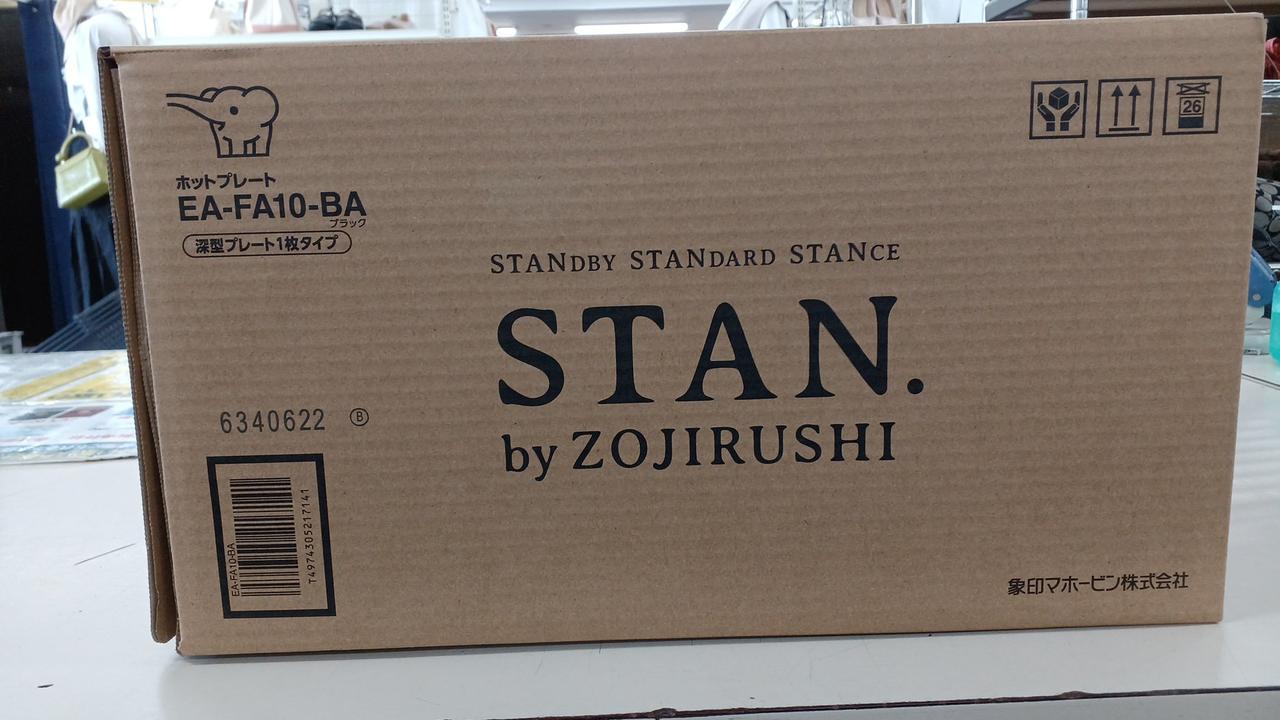 ホットプレート
EA-FA10-BA
ブラック
深型プレート1枚タイプ
26
STANDBY STANDARD STANCE
STAN.
by ZOJIRUSHI
6340622 Ⓑ
EA-FA10-BA
T4974305217141
象印マホービン株式会社